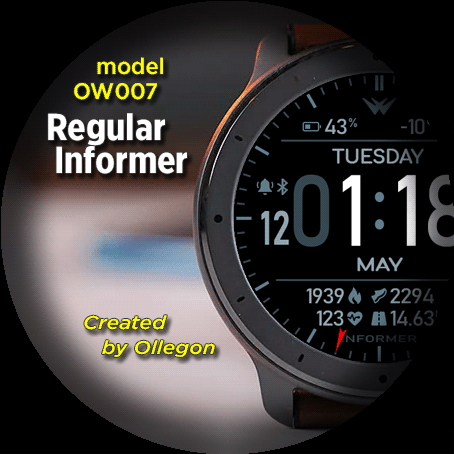 model
OW007
Regular
Informer
43% -10°
TUESDAY
12 01:18
MAY
1939 2294
123 14.63
INFORMER
Created
by Ollegon